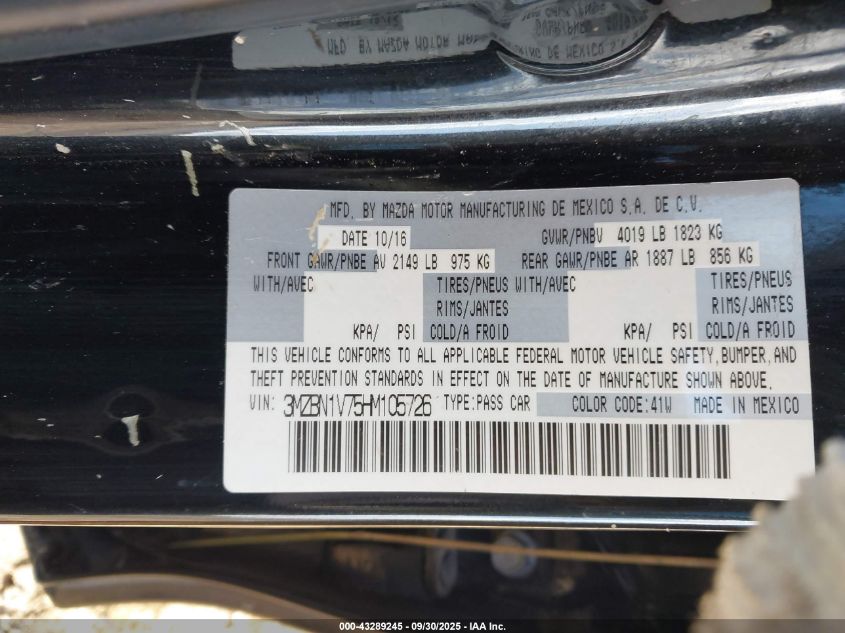 MFD. BY MAZDA MOTOR MANUFACTURING DE MEXICO S.A. DE C.V.
DATE 10/16 GVWR/PNBV 4019 LB 1823 KG
FRONT GAWR/PNBE AV 2149 LB 975 KG REAR GAWR/PNBE AR 1887 LB 856 KG
WITH/AVEC TIRES/PNEUS WITH/AVEC TIRES/PNEUS
RIMS/JANTES RIMS/JANTES
KPA/ PSI COLD/A FROID KPA/ PSI COLD/A FROID
THIS VEHICLE CONFORMS TO ALL APPLICABLE FEDERAL MOTOR VEHICLE SAFETY,BUMPER,AND
THEFT PREVENTION STANDARDS IN EFFECT ON THE DATE OF MANUFACTURE SHOWN ABOVE.
VIN: 3MZBN1V75HM105726 TYPE:PASS CAR COLOR CODE:41W MADE IN MEXICO
000-43289245 - 09/30/2025 - IAA Inc.